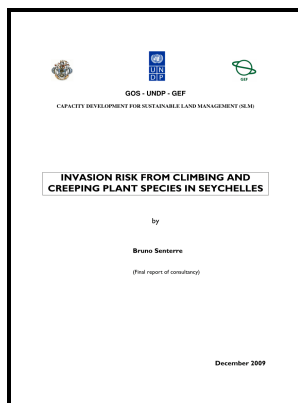 U N
D P
GEF
GOS - UNDP - GEF
CAPACITY DEVELOPMENT FOR SUSTAINABLE LAND MANAGEMENT (SLM)
INVASION RISK FROM CLIMBING AND
CREEPING PLANT SPECIES IN SEYCHELLES
by
Bruno Senterre
(Final report of consultancy)
December 2009